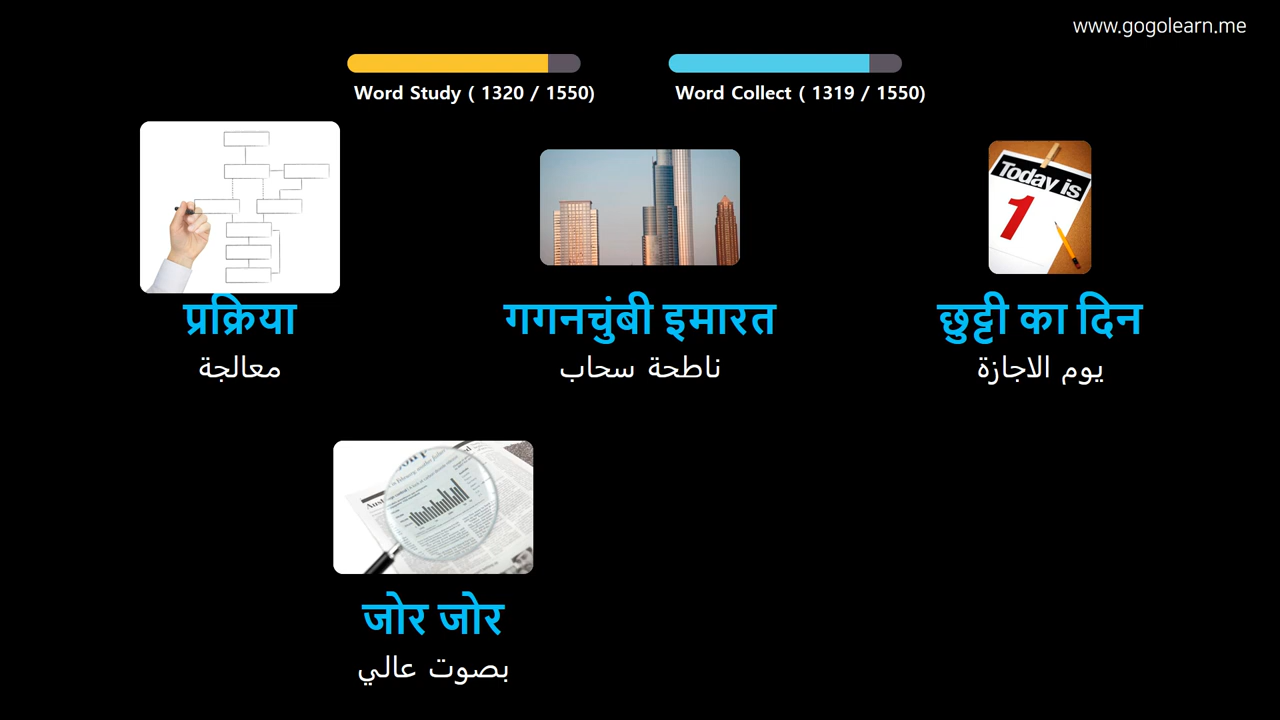 www.gogolearn.me
Word Study ( 1320 / 1550)
Word Collect ( 1319 / 1550)
Today is
1
प्रक्रिया
गगनचुंबी इमारत
छुट्टी का दिन
معالجة
ناطحة سحاب
يوم الاجازة
जोर जोर
بصوت عالي